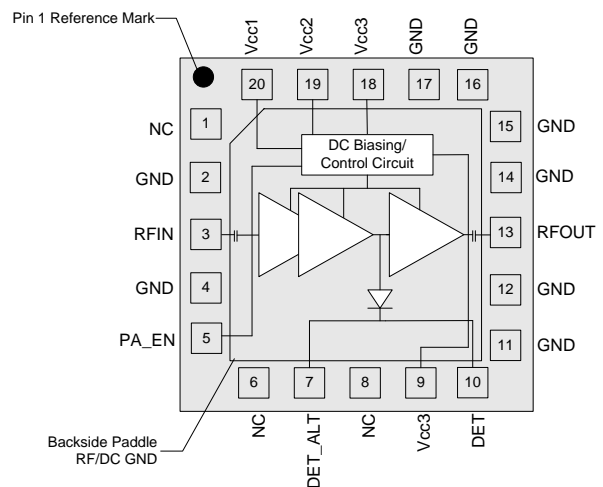 Pin 1 Reference Mark
Vcc1
Vcc2
Vcc3
GND
GND
20
19
18
17
16
NC
1
15
GND
DC Biasing/
Control Circuit
GND
2
14
GND
RFIN
3
13
RFOUT
GND
4
12
GND
PA_EN
5
11
GND
6
7
8
9
10
NC
DET_ALT
NC
Vcc3
DET
Backside Paddle
RF/DC GND